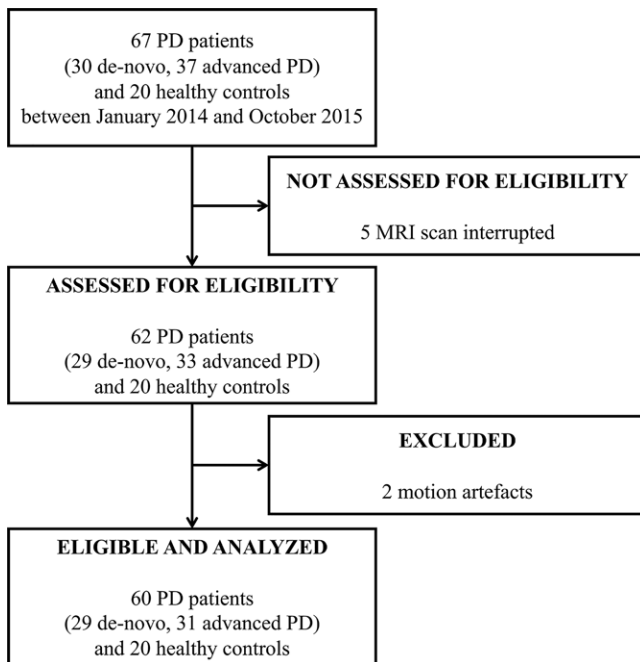 67 PD patients
(30 de-novo, 37 advanced PD)
and 20 healthy controls
between January 2014 and October 2015
NOT ASSESSED FOR ELIGIBILITY
5 MRI scan interrupted
ASSESSED FOR ELIGIBILITY
62 PD patients
(29 de-novo, 33 advanced PD)
and 20 healthy controls
EXCLUDED
2 motion artefacts
ELIGIBLE AND ANALYZED
60 PD patients
(29 de-novo, 31 advanced PD)
and 20 healthy controls